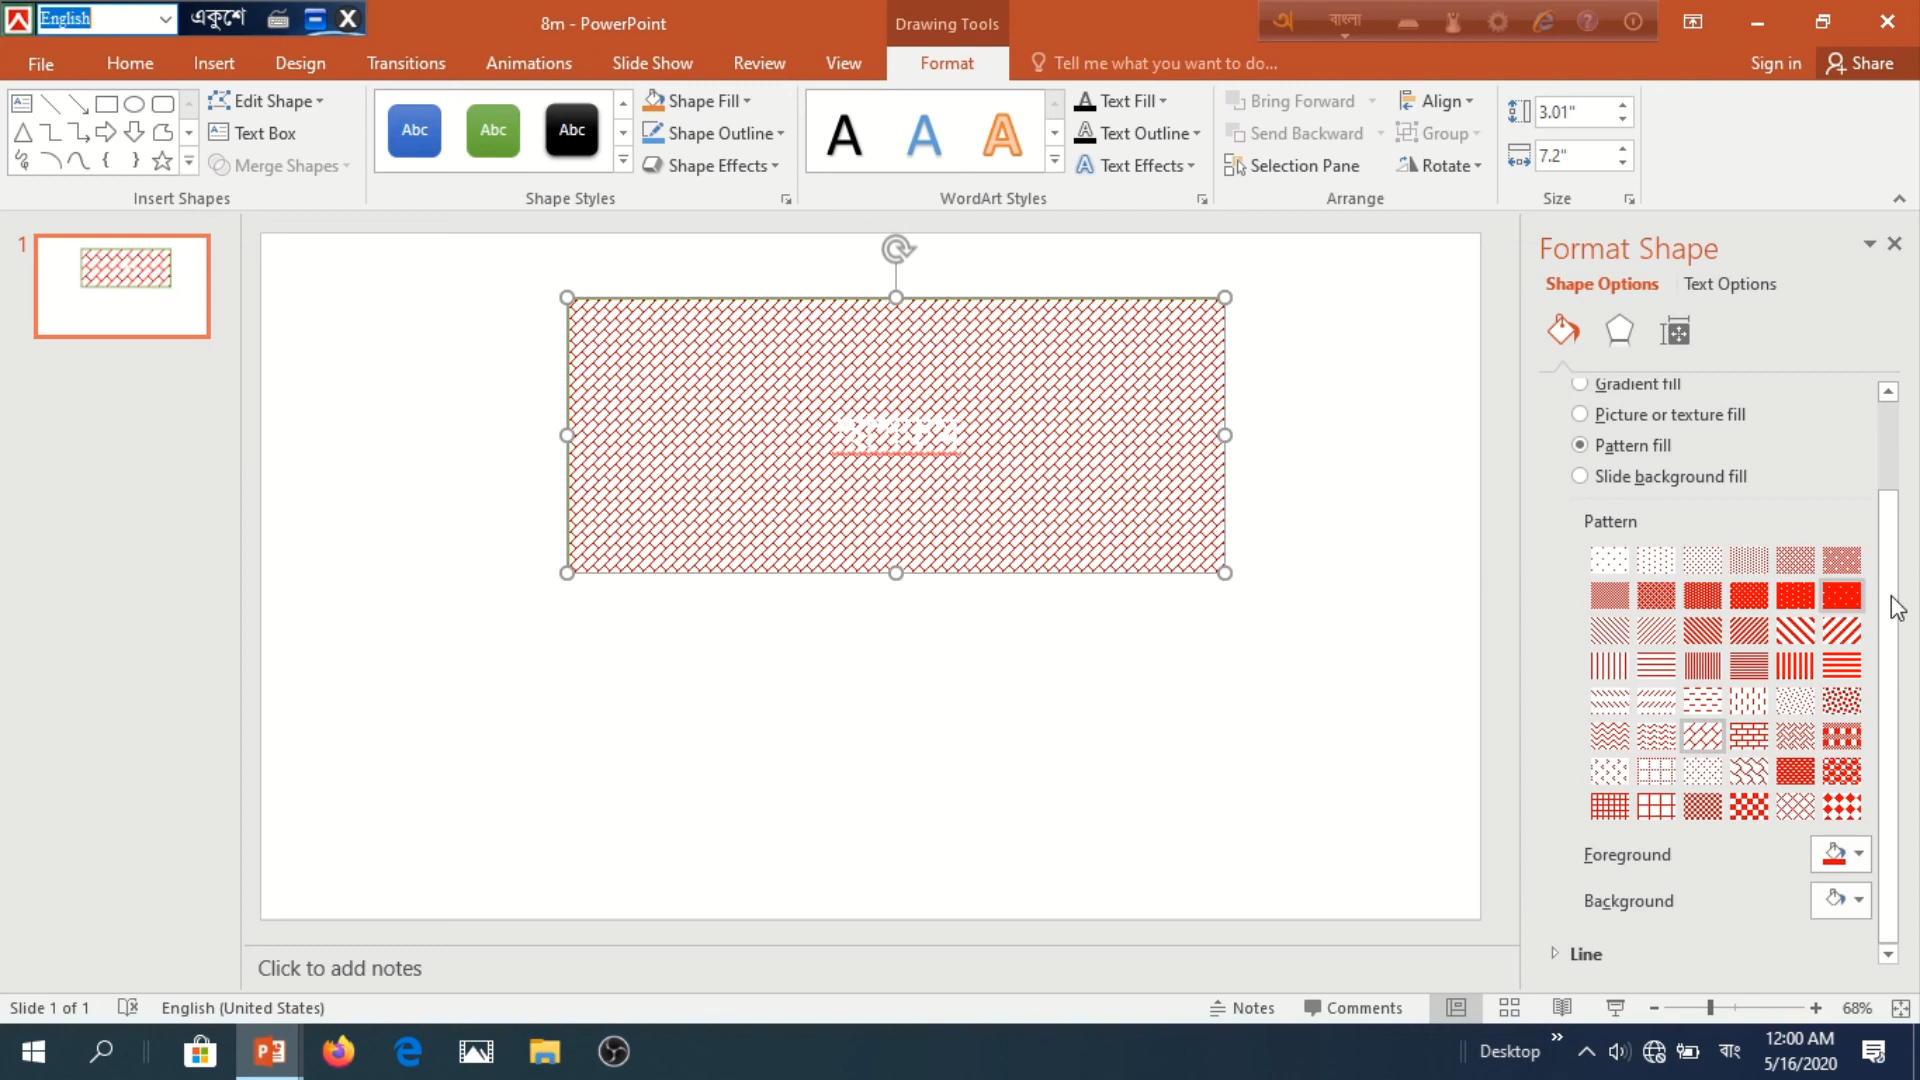 English
একুশে
8m - PowerPoint
Drawing Tools
বাংলা
File
Home
Insert
Design
Transitions
Animations
Slide Show
Review
View
Format
Tell me what you want to do...
Sign in
Share
Edit Shape
Text Box
Merge Shapes
Insert Shapes
Abc
Abc
Abc
Shape Fill
Shape Outline
Shape Effects
Shape Styles
A
A
A
Text Fill
Text Outline
Text Effects
WordArt Styles
Bring Forward
Send Backward
Selection Pane
Align
Group
Rotate
Arrange
3.01"
7.2"
Size
1
Format Shape
Shape Options
Text Options
Gradient fill
Picture or texture fill
Pattern fill
Slide background fill
Pattern
Foreground
Background
Line
Click to add notes
Slide 1 of 1
English (United States)
Notes
Comments
68%
Desktop
বাং
12:00 AM
5/16/2020